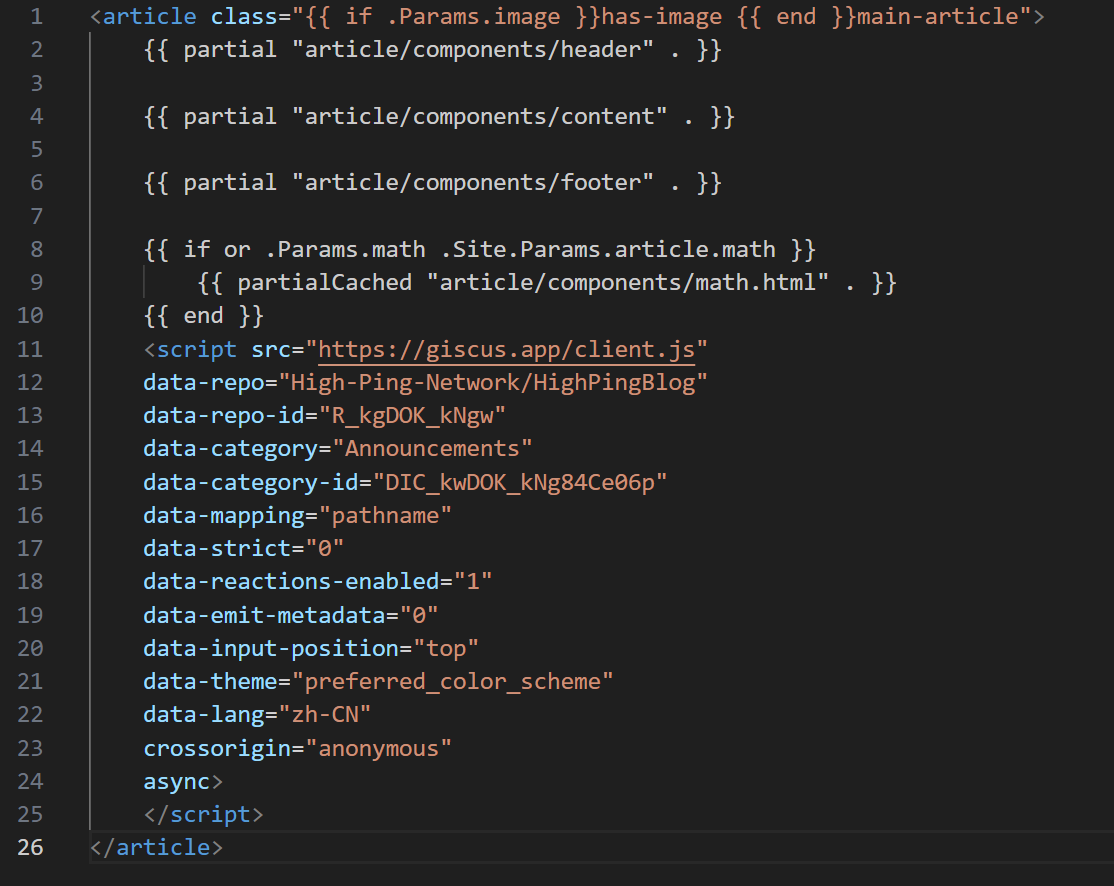 1 <article class="{{ if .Params.image }}has-image {{ end }}main-article">
2 {{ partial "article/components/header" . }}
3
4 {{ partial "article/components/content" . }}
5
6 {{ partial "article/components/footer" . }}
7
8 {{ if or .Params.math .Site.Params.article.math }}
9 {{ partialCached "article/components/math.html" . }}
10 {{ end }}
11 <script src="https://giscus.app/client.js"
12 data-repo="High-Ping-Network/HighPingBlog"
13 data-repo-id="R_kgDOK_kNgw"
14 data-category="Announcements"
15 data-category-id="DIC_kwDOK_kNg84Ce06p"
16 data-mapping="pathname"
17 data-strict="0"
18 data-reactions-enabled="1"
19 data-emit-metadata="0"
20 data-input-position="top"
21 data-theme="preferred_color_scheme"
22 data-lang="zh-CN"
23 crossorigin="anonymous"
24 async>
25 </script>
26 </article>